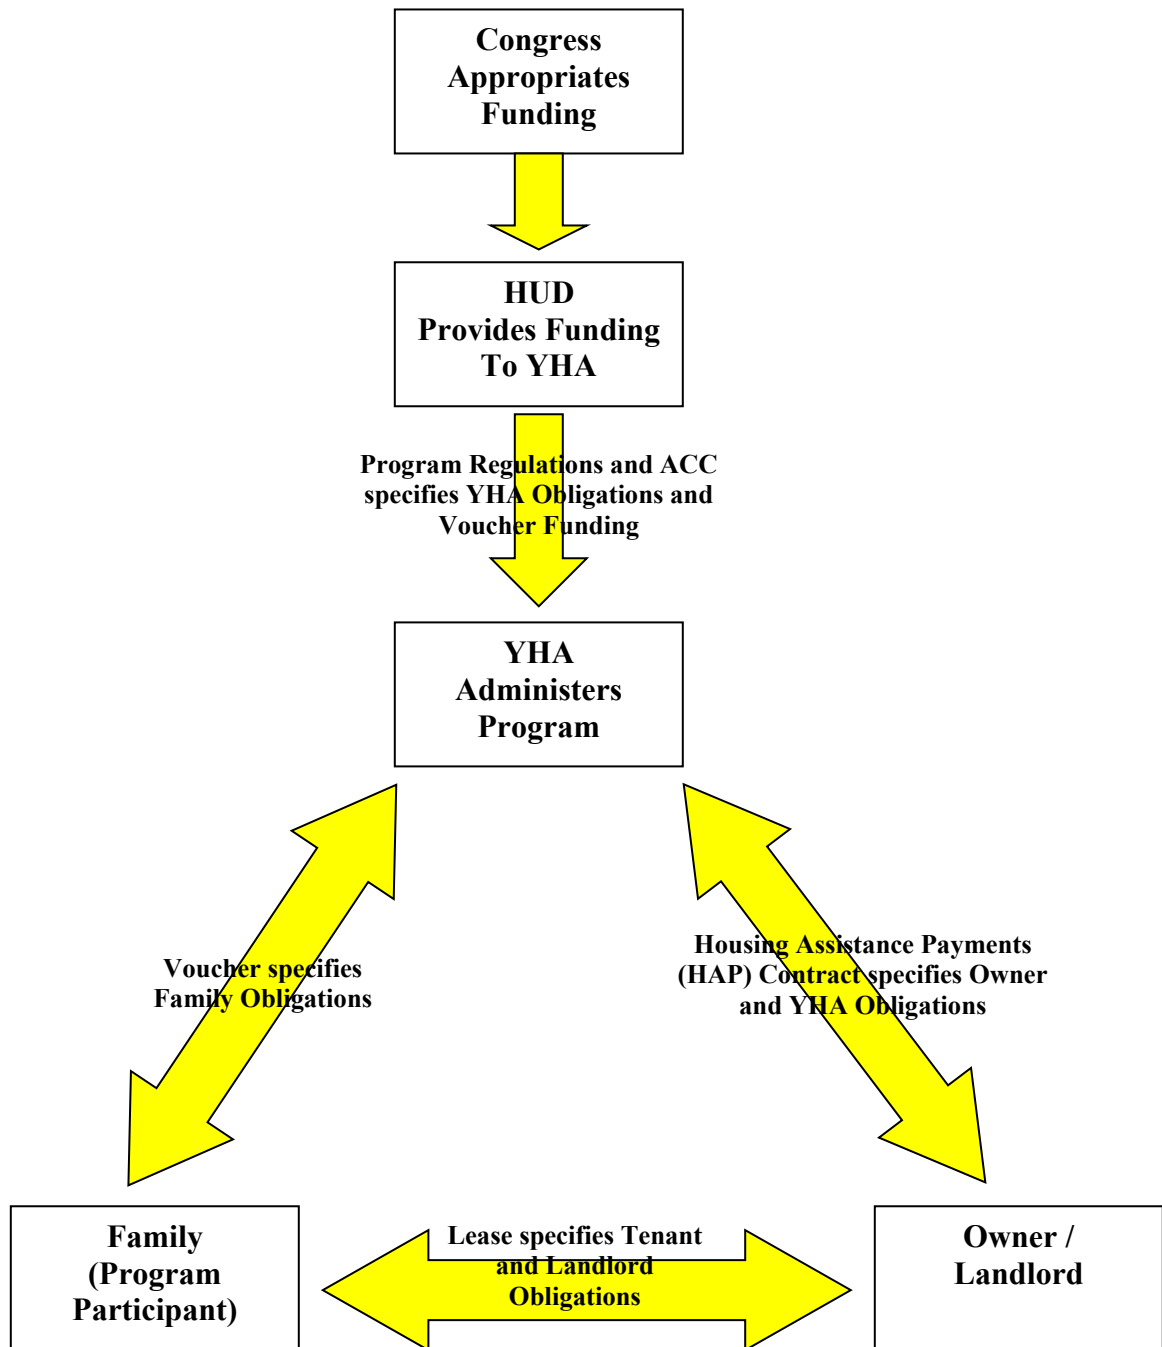 Congress
Appropriates
Funding
HUD
Provides Funding
To YHA
Program Regulations and ACC
specifies YHA Obligations and
Voucher Funding
YHA
Administers
Program
Voucher specifies
Family Obligations
Housing Assistance Payments
(HAP) Contract specifies Owner
and YHA Obligations
Family
(Program
Participant)
Lease specifies Tenant
and Landlord
Obligations
Owner /
Landlord